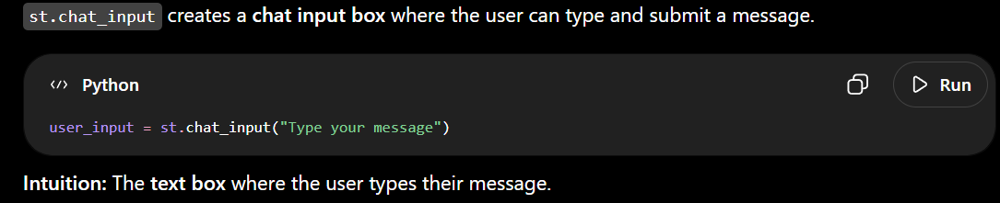 st.chat_input creates a chat input box where the user can type and submit a message.
</> Python
Run
user_input = st.chat_input("Type your message")
Intuition: The text box where the user types their message.